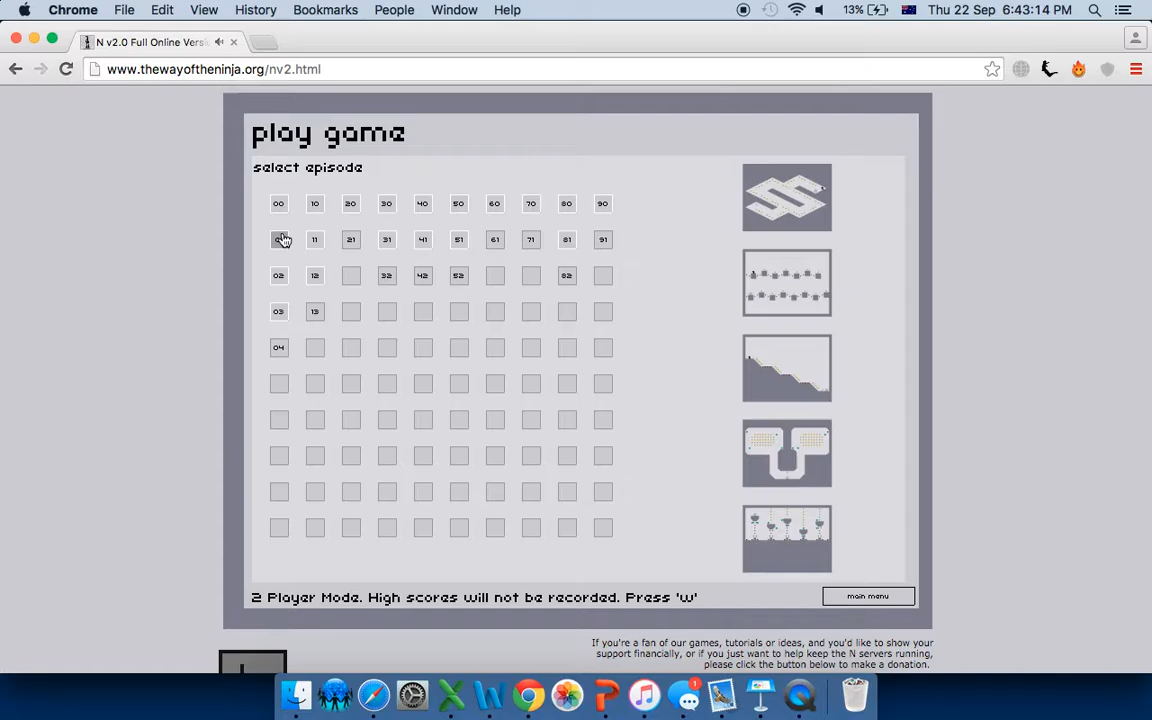 Chrome File Edit View History Bookmarks People Window Help 13% Thu 22 Sep 6:43:14 PM
N v2.0 Full Online Versi
www.thewayoftheninja.org/nv2.html
play game
select episode
00 10 20 30 40 50 60 70 80 90
11 21 31 41 51 61 71 81 91
02 12 32 42 52 82
03 13
04
2 Player Mode. High scores will not be recorded. Press 'w'
main menu
If you're a fan of our games, tutorials or ideas, and you'd like to show your
support financially, or if you just want to help keep the N servers running,
please click the button below to make a donation.
1